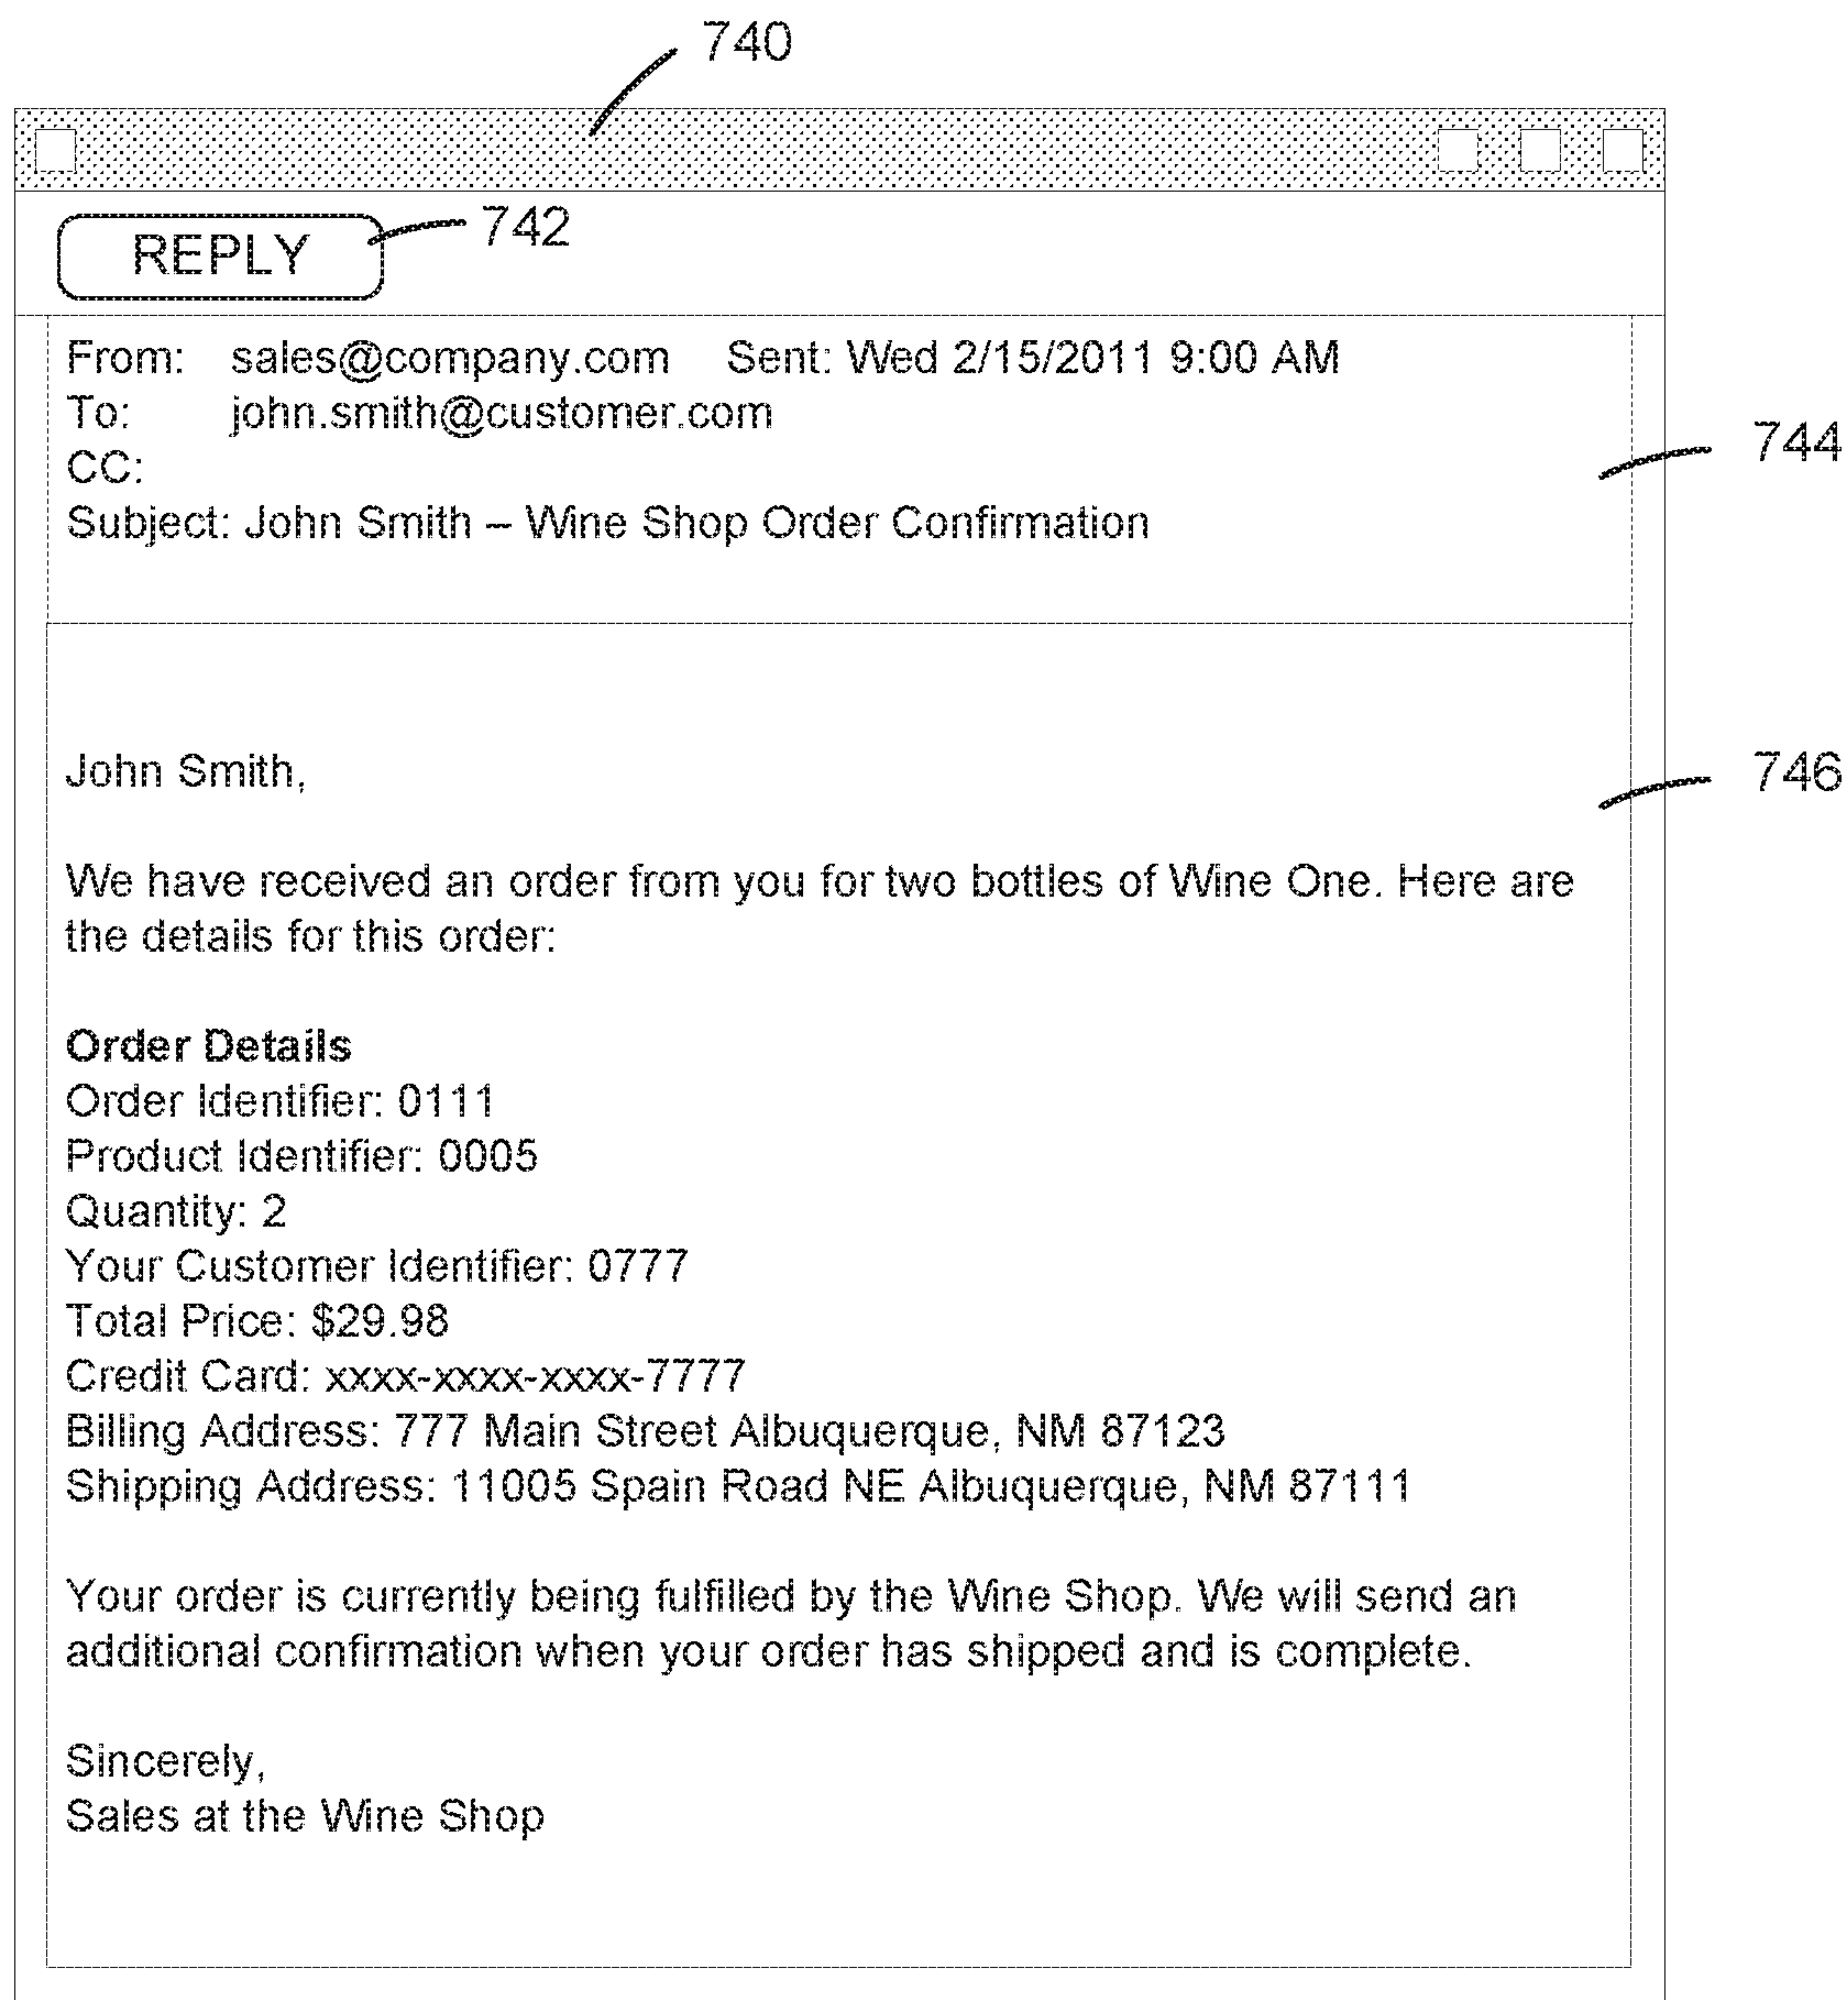 740
REPLY 742
From: sales@company.com Sent: Wed 2/15/2011 9:00 AM
To: john.smith@customer.com
CC:
744
Subject: John Smith – Wine Shop Order Confirmation
John Smith,
746
We have received an order from you for two bottles of Wine One. Here are
the details for this order:
Order Details
Order Identifier: 0111
Product Identifier: 0005
Quantity: 2
Your Customer Identifier: 0777
Total Price: $29.98
Credit Card: xxxx-xxxx-xxxx-7777
Billing Address: 777 Main Street Albuquerque, NM 87123
Shipping Address: 11005 Spain Road NE Albuquerque, NM 87111
Your order is currently being fulfilled by the Wine Shop. We will send an
additional confirmation when your order has shipped and is complete.
Sincerely,
Sales at the Wine Shop